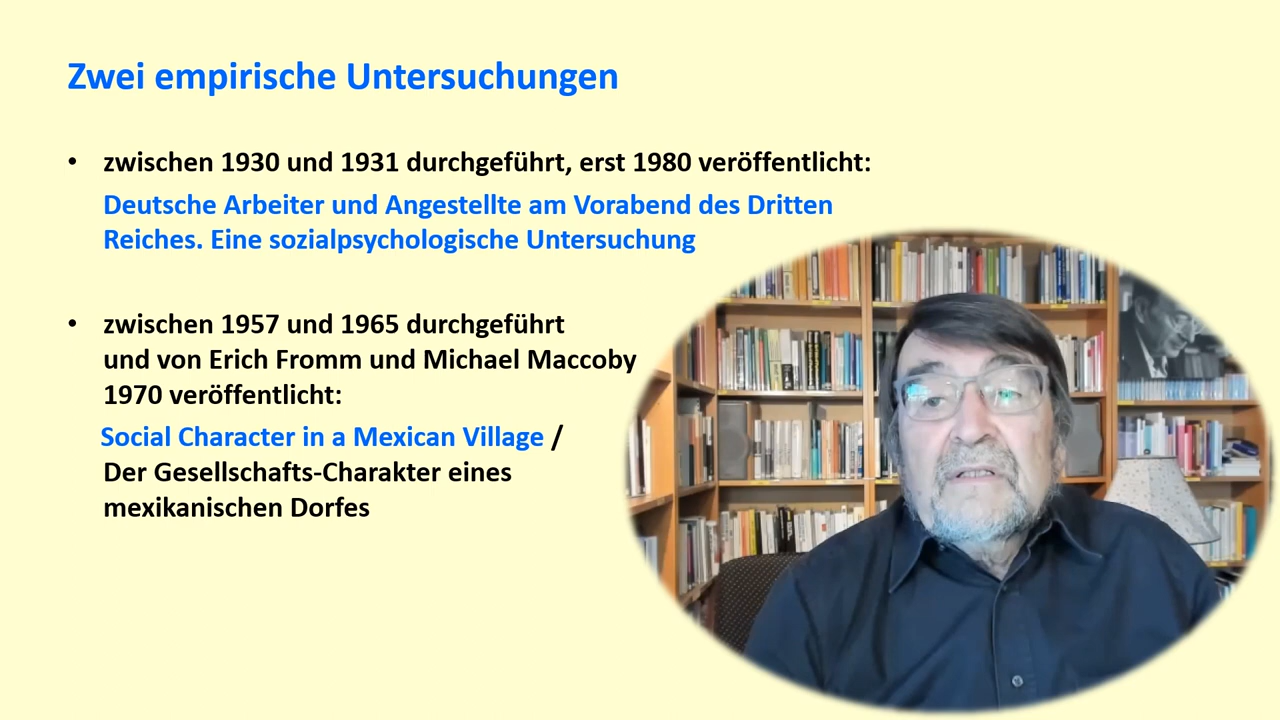 Zwei empirische Untersuchungen
• zwischen 1930 und 1931 durchgeführt, erst 1980 veröffentlicht:
Deutsche Arbeiter und Angestellte am Vorabend des Dritten
Reiches. Eine sozialpsychologische Untersuchung
• zwischen 1957 und 1965 durchgeführt
und von Erich Fromm und Michael Maccoby
1970 veröffentlicht:
Social Character in a Mexican Village /
Der Gesellschafts-Charakter eines
mexikanischen Dorfes